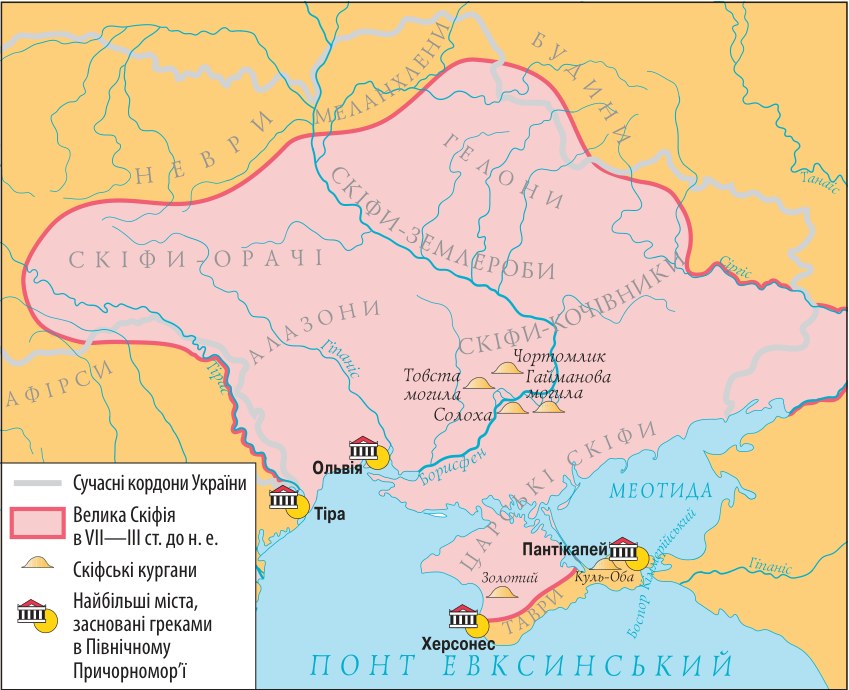 БУДИНИ
МЕЛАНХЛЕНИ
НЕВРИ
ГЕЛОНИ
Танаїс
СКІФИ-ЗЕМЛЕРОБИ
СКІФИ-ОРАЧІ
Сіргіс
СКІФИ-КОЧІВНИКИ
АЛАЗОНИ
Гіпаніс
АФІРСИ
Тірас
Чортомлик
Товста
могила
Гайманова
могила
Солоха
Борисфен
Ольвія
ЦАРСЬКІ СКІФИ
МЕОТИДА
Тіра
Пантікапей
Куль-Оба
Золотий
Боспор Кіммерійський
Гіпаніс
ТАВРИ
Херсонес
ПОНТ ЕВКСИНСЬКИЙ
Сучасні кордони України
Велика Скіфія
в VII—III ст. до н. е.
Скіфські кургани
Найбільші міста,
засновані греками
в Північному
Причорномор’ї